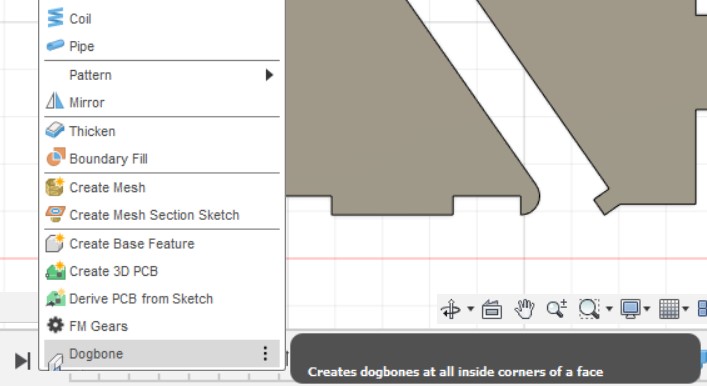 Coil
Pipe
Pattern
Mirror
Thicken
Boundary Fill
Create Mesh
Create Mesh Section Sketch
Create Base Feature
Create 3D PCB
Derive PCB from Sketch
FM Gears
Dogbone
Creates dogbones at all inside corners of a face